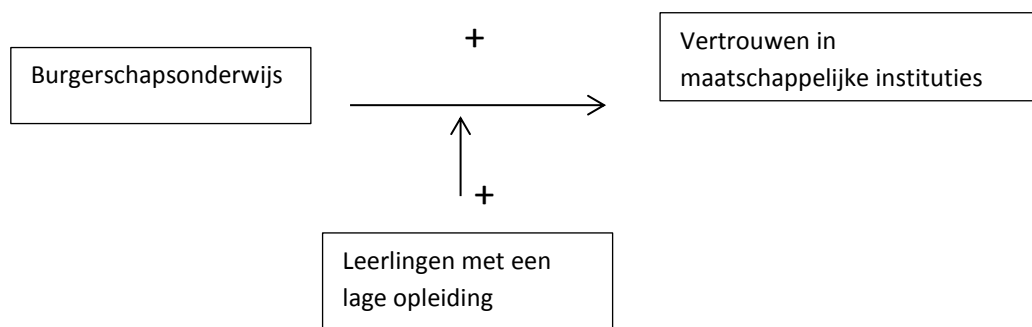 +
Burgerschapsonderwijs
Vertrouwen in
maatschappelijke instituties
+
Leerlingen met een
lage opleiding